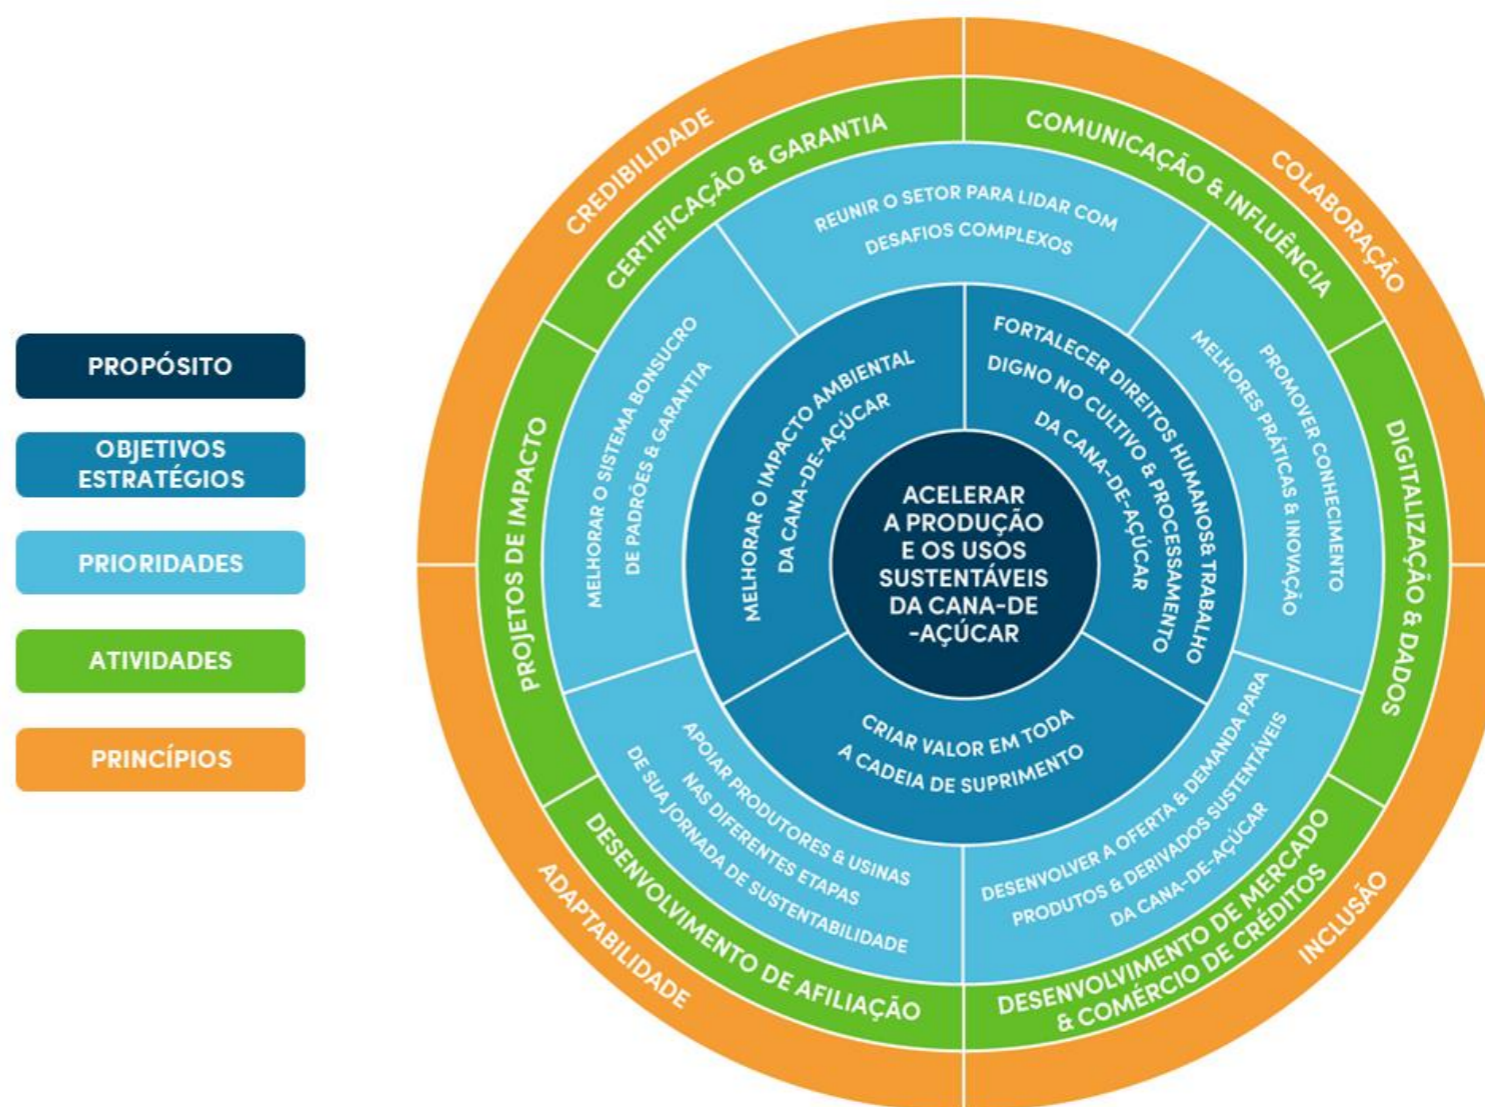 PROPÓSITO
OBJETIVOS
ESTRATÉGIOS
PRIORIDADES
ATIVIDADES
PRINCÍPIOS
CREDIBILIDADE
COLABORAÇÃO
INCLUSÃO
ADAPTABILIDADE
CERTIFICAÇÃO & GARANTIA
COMUNICAÇÃO & INFLUÊNCIA
DIGITALIZAÇÃO & DADOS
DESENVOLVIMENTO DE MERCADO
& COMÉRCIO DE CRÉDITOS
DESENVOLVIMENTO DE AFILIAÇÃO
PROJETOS DE IMPACTO
REUNIR O SETOR PARA LIDAR COM
DESAFIOS COMPLEXOS
PROMOVER CONHECIMENTO
MELHORES PRÁTICAS & INOVAÇÃO
DESENVOLVER A OFERTA & DEMANDA PARA
PRODUTOS & DERIVADOS SUSTENTÁVEIS
DA CANA-DE-AÇÚCAR
APOIAR PRODUTORES & USINAS
NAS DIFERENTES ETAPAS
DE SUA JORNADA DE SUSTENTABILIDADE
MELHORAR O SISTEMA BONSUCRO
DE PADRÕES & GARANTIA
MELHORAR O IMPACTO AMBIENTAL
DA CANA-DE-AÇÚCAR
FORTALECER DIREITOS HUMANOS& TRABALHO
DIGNO NO CULTIVO & PROCESSAMENTO
DA CANA-DE-AÇÚCAR
CRIAR VALOR EM TODA
A CADEIA DE SUPRIMENTO
ACELERAR
A PRODUÇÃO
E OS USOS
SUSTENTÁVEIS
DA CANA-DE
-AÇÚCAR